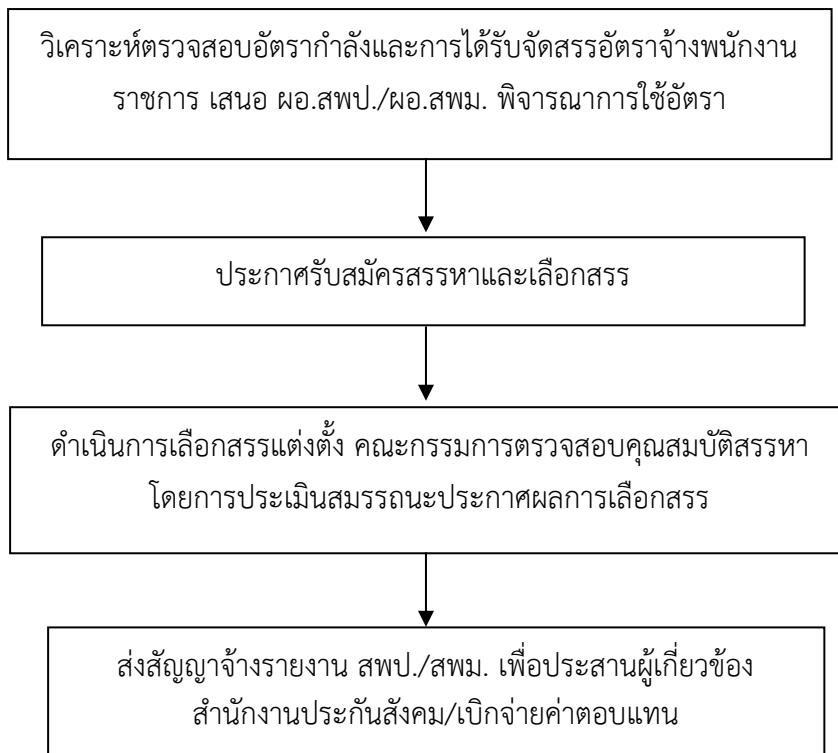 วิเคราะห์ตรวจสอบอัตรากำลังและการได้รับจัดสรรอัตราจ้างพนักงาน
ราชการ เสนอ ผอ.สพป./ผอ.สพม. พิจารณาการใช้อัตรา
ประกาศรับสมัครสรรหาและเลือกสรร
ดำเนินการเลือกสรรแต่งตั้ง คณะกรรมการตรวจสอบคุณสมบัติสรรหา
โดยการประเมินสมรรถนะประกาศผลการเลือกสรร
ส่งสัญญาจ้างรายงาน สพป./สพม. เพื่อประสานผู้เกี่ยวข้อง
สำนักงานประกันสังคม/เบิกจ่ายค่าตอบแทน